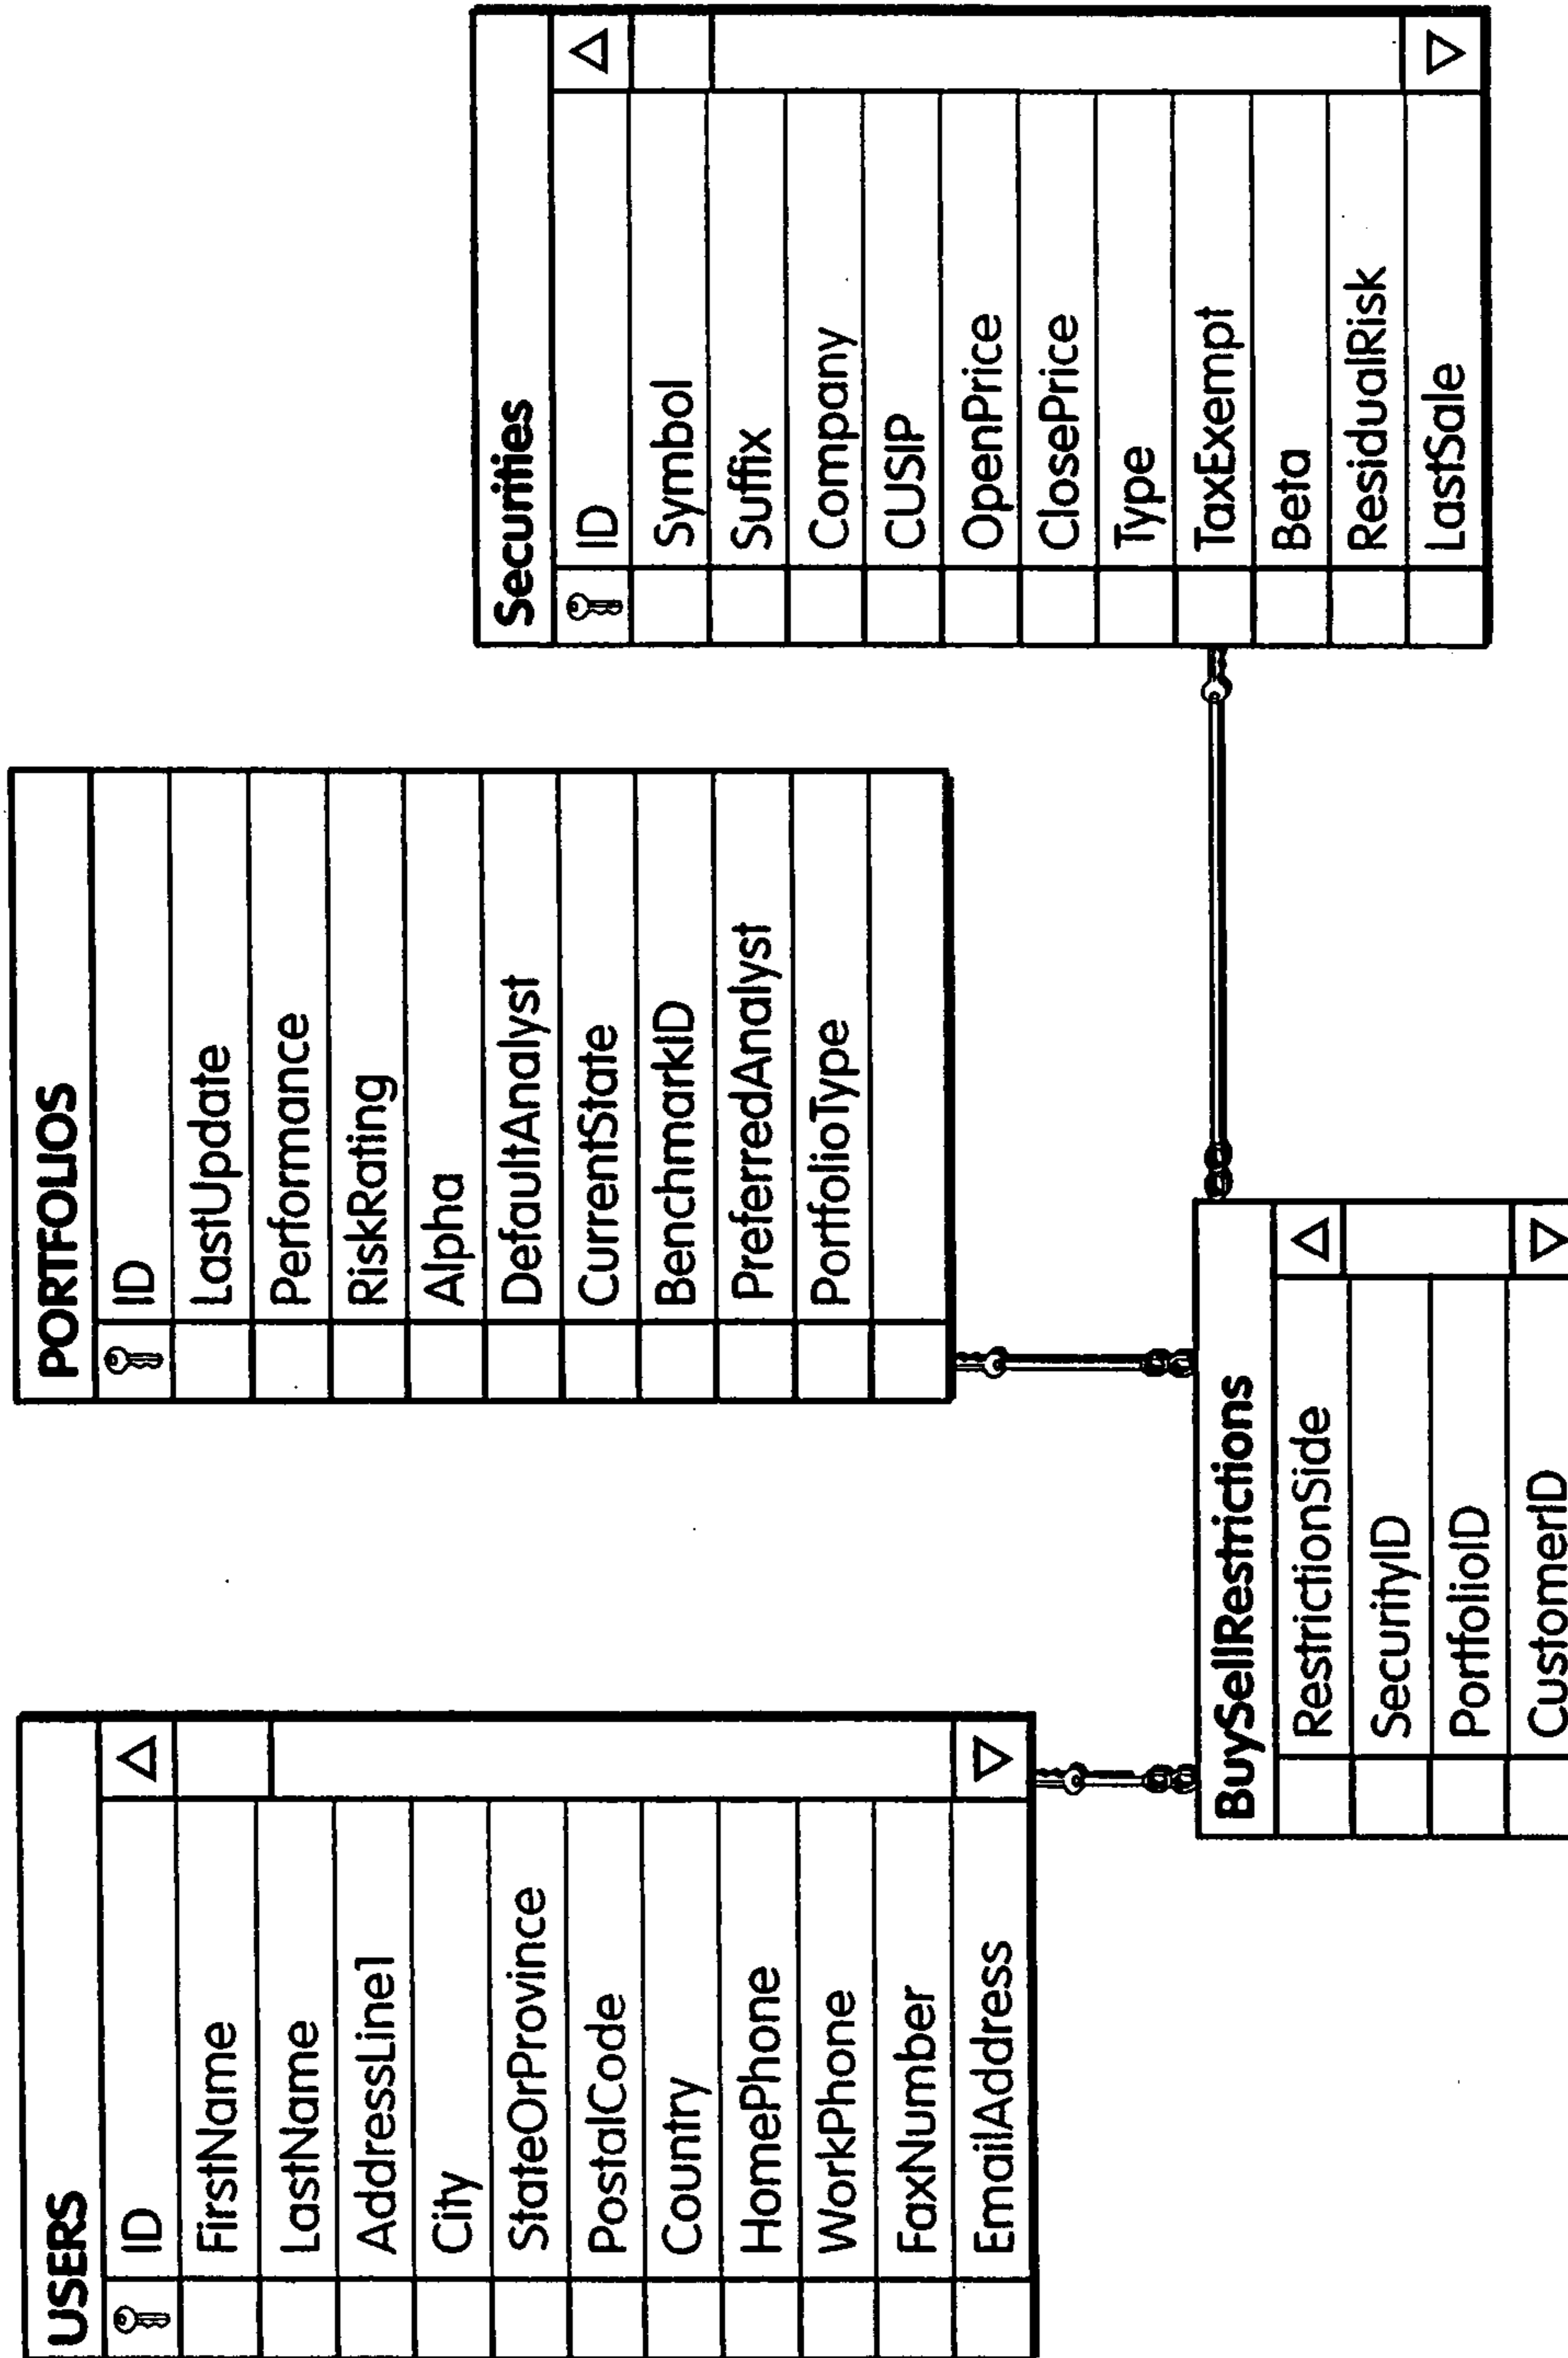 USERS
ID
FirstName
LastName
AddressLine1
City
StateOrProvince
PostalCode
Country
HomePhone
WorkPhone
FaxNumber
EmailAddress
PORTFOLIOS
ID
LastUpdate
Performance
RiskRating
Alpha
DefaultAnalyst
CurrentState
BenchmarkID
PreferredAnalyst
PortfolioType
Securities
ID
Symbol
Suffix
Company
CUSIP
OpenPrice
ClosePrice
Type
TaxExempt
Beta
ResidualRisk
LastSale
BuySellRestrictions
RestrictionSide
SecurityID
PortfolioID
CustomerID